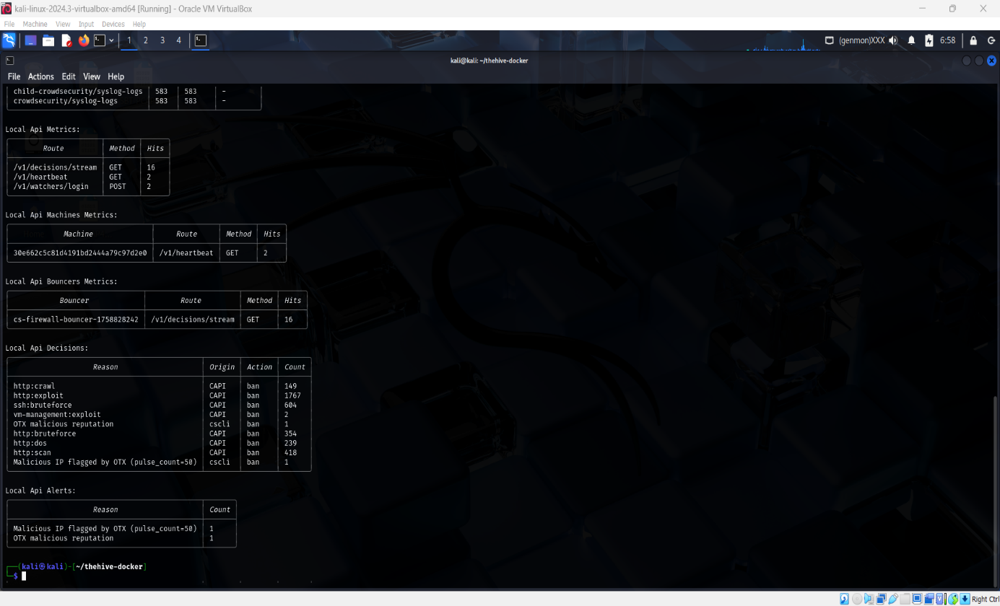 kali-linux-2024.3-virtualbox-amd64 [Running] - Oracle VM VirtualBox
File Machine View Input Devices Help
1 2 3 4 (genmon)XXX 6:58
kali@kali: ~/thehive-docker
File Actions Edit View Help
child-crowdsecurity/syslog-logs 583 583 -
crowdsecurity/syslog-logs 583 583 -
Local Api Metrics:
Route Method Hits
/v1/decisions/stream GET 16
/v1/heartbeat GET 2
/v1/watchers/login POST 2
Local Api Machines Metrics:
Machine Route Method Hits
30e662c5c81d4191bd2444a79c97d2e0 /v1/heartbeat GET 2
Local Api Bouncers Metrics:
Bouncer Route Method Hits
cs-firewall-bouncer-1758828242 /v1/decisions/stream GET 16
Local Api Decisions:
Reason Origin Action Count
http:crawl CAPI ban 149
http:exploit CAPI ban 1767
ssh:bruteforce CAPI ban 604
vm-management:exploit CAPI ban 2
OTX malicious reputation cscli ban 1
http:bruteforce CAPI ban 354
http:dos CAPI ban 239
http:scan CAPI ban 418
Malicious IP flagged by OTX (pulse_count=50) cscli ban 1
Local Api Alerts:
Reason Count
Malicious IP flagged by OTX (pulse_count=50) 1
OTX malicious reputation 1
(kali㉿kali)-[~/thehive-docker]
$
Right Ctrl